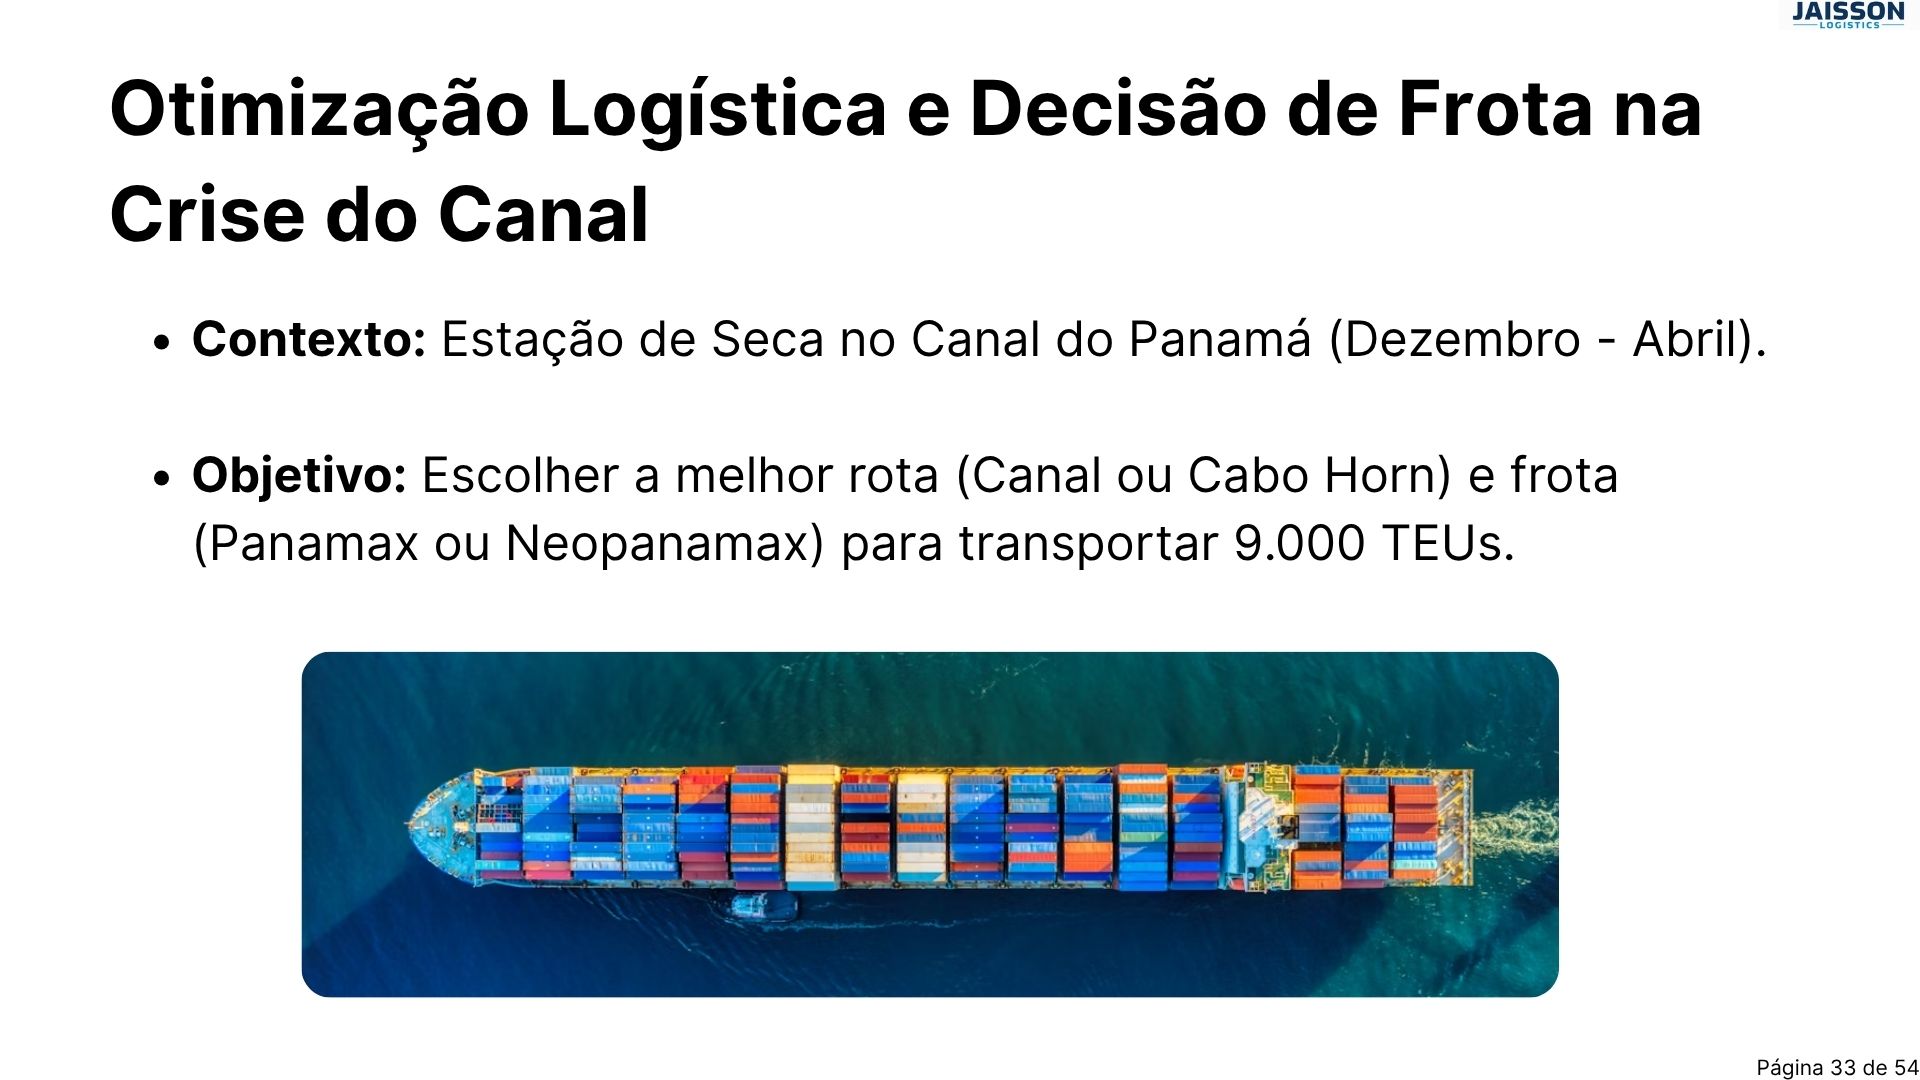 JAISSON
LOGISTICS
Otimização Logística e Decisão de Frota na
Crise do Canal
• Contexto: Estação de Seca no Canal do Panamá (Dezembro - Abril).
• Objetivo: Escolher a melhor rota (Canal ou Cabo Horn) e frota
(Panamax ou Neopanamax) para transportar 9.000 TEUs.
Página 33 de 54